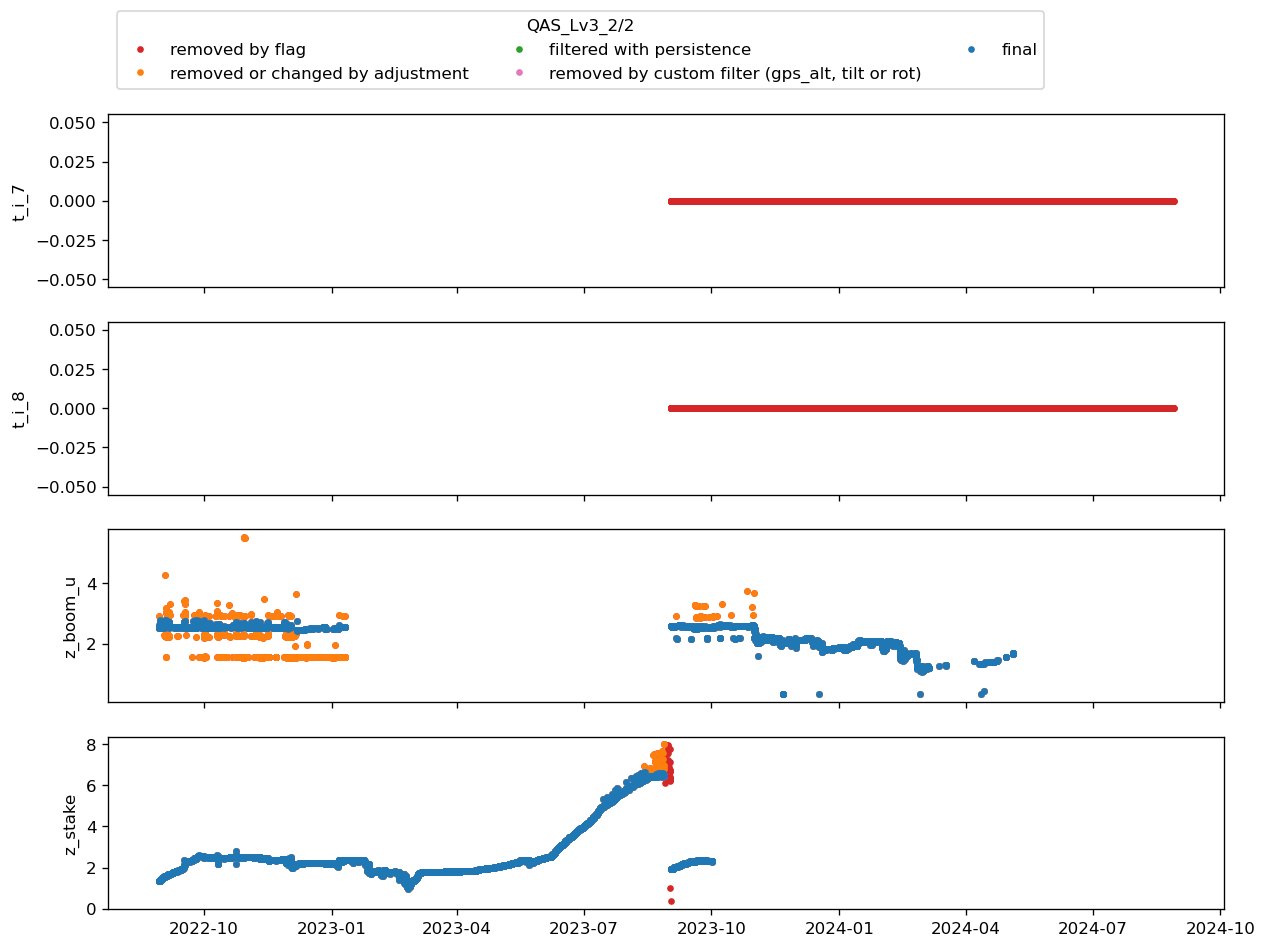 QAS_Lv3_2/2
removed by flag
filtered with persistence
final
removed or changed by adjustment
removed by custom filter (gps_alt, tilt or rot)
0.050
0.025
0.000
−0.025
−0.050
t_i_7
0.050
0.025
0.000
−0.025
−0.050
t_i_8
4
2
z_boom_u
8
6
4
2
0
z_stake
2022-10
2023-01
2023-04
2023-07
2023-10
2024-01
2024-04
2024-07
2024-10